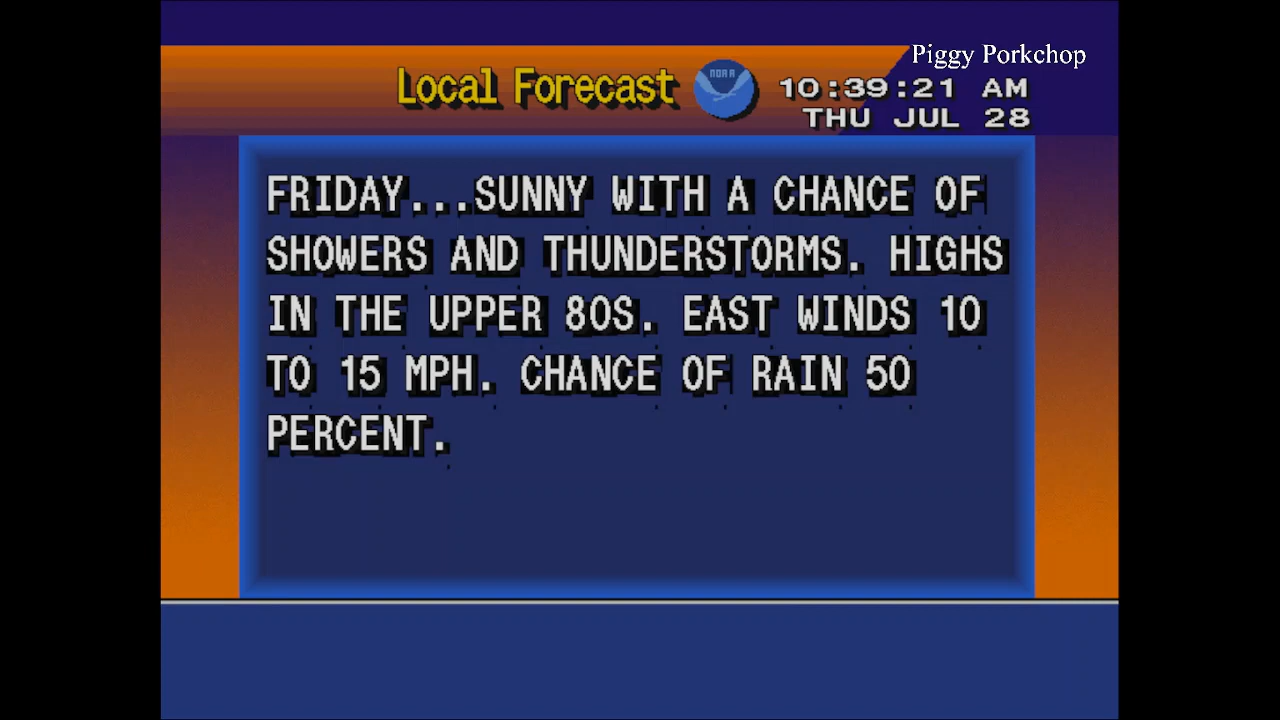 Piggy Porkchop
Local Forecast NOAA 10:39:21 AM
THU JUL 28
FRIDAY...SUNNY WITH A CHANCE OF
SHOWERS AND THUNDERSTORMS. HIGHS
IN THE UPPER 80S. EAST WINDS 10
TO 15 MPH. CHANCE OF RAIN 50
PERCENT.